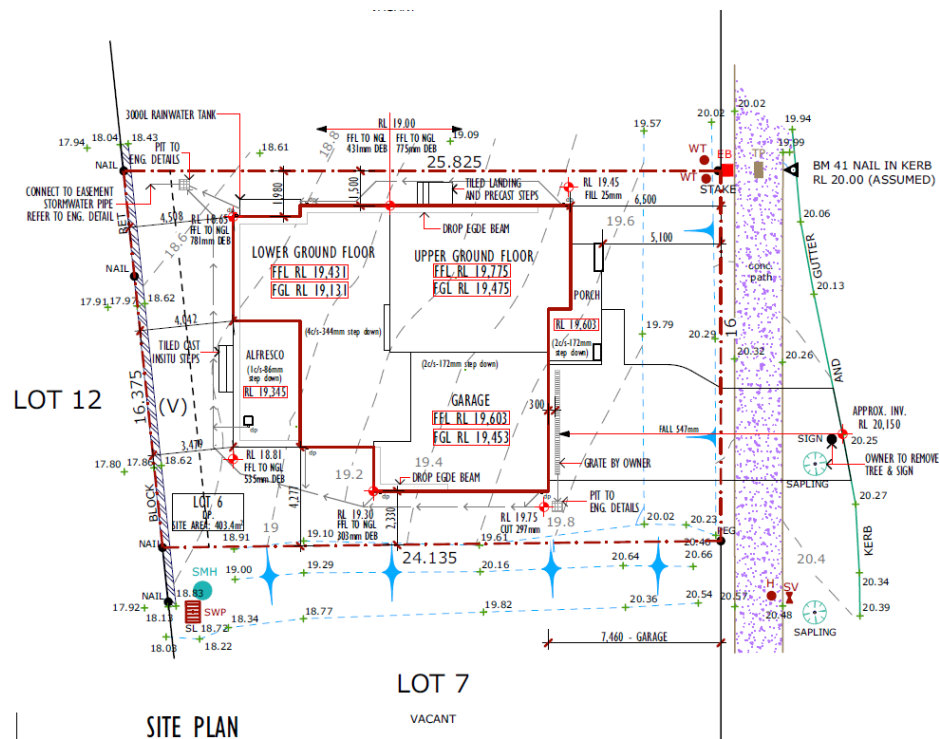 VACANT
3000L RAINWATER TANK
RL 19.00
FFL TO NGL
431mm DEB
FFL TO NGL
775mm DEB
19.09
25.825
18.8
19.57
19.6
20.02
20.02
19.94
19.99
17.94
18.04
18.43
18.61
NAIL
PIT TO
ENG. DETAILS
CONNECT TO EASEMENT
STORMWATER PIPE
REFER TO ENG. DETAIL
1,980
1,500
TILED LANDING
AND PRECAST STEPS
RL 19.45
FILL 25mm
6,500
WT
WT
EB
TP
STAKE
BM 41 NAIL IN KERB
RL 20.00 (ASSUMED)
4,508
18.6
RL 18.65
FFL TO NGL
781mm DEB
BET
DROP EGDE BEAM
LOWER GROUND FLOOR
FFL RL 19,431
FGL RL 19,131
UPPER GROUND FLOOR
FFL RL 19,775
FGL RL 19,475
5,100
20.06
GUTTER
NAIL
conc.
path
PORCH
RL 19,603
(2c/s-172mm
step down)
20.13
17.91
17.97
18.62
4,042
(4c/s-344mm step down)
19.79
20.29
16
20.32
20.26
TILED CAST
INSITU STEPS
ALFRESCO
(1c/s-86mm
step down)
RL 19,345
(2c/s-172mm step down)
AND
LOT 12
(V)
16.375
GARAGE
FFL RL 19,603
FGL RL 19,453
300
FALL 547mm
APPROX. INV.
RL 20,150
SIGN
20.25
OWNER TO REMOVE
TREE & SIGN
SAPLING
3,479
17.80
17.86
18.62
RL 18.81
FFL TO NGL
535mm DEB
19.2
19.4
DROP EGDE BEAM
GRATE BY OWNER
BLOCK
LOT 6
DP.
SITE AREA: 403.4m²
4,277
2,330
RL 19.30
FFL TO NGL
303mm DEB
RL 19.75
CUT 297mm
PIT TO
ENG. DETAILS
19.8
20.27
KERB
19
18.91
19.10
19.61
20.02
20.23
20.46
PEG
NAIL
24.135
20.64
20.66
20.4
SMH
19.00
19.29
20.16
H
SV
20.34
NAIL
17.92
18.83
18.13
SWP
SL 18.72
18.34
18.77
19.82
20.36
20.54
20.57
20.48
20.39
SAPLING
18.03
18.22
7,460 - GARAGE
LOT 7
VACANT
SITE PLAN